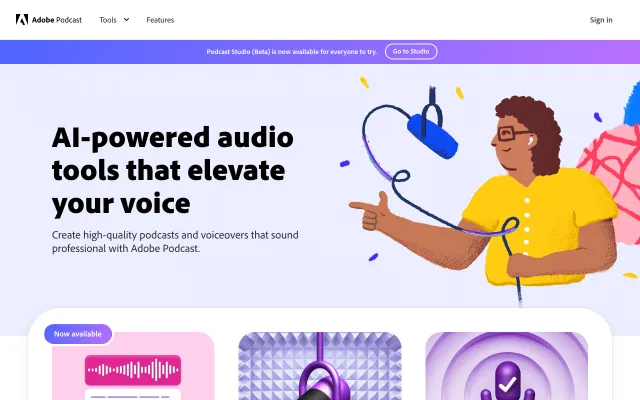 Adobe Podcast
Tools
Features
Sign in
Podcast Studio (Beta) is now available for everyone to try.
Go to Studio
AI-powered audio
tools that elevate
your voice
Create high-quality podcasts and voiceovers that sound
professional with Adobe Podcast.
Now available